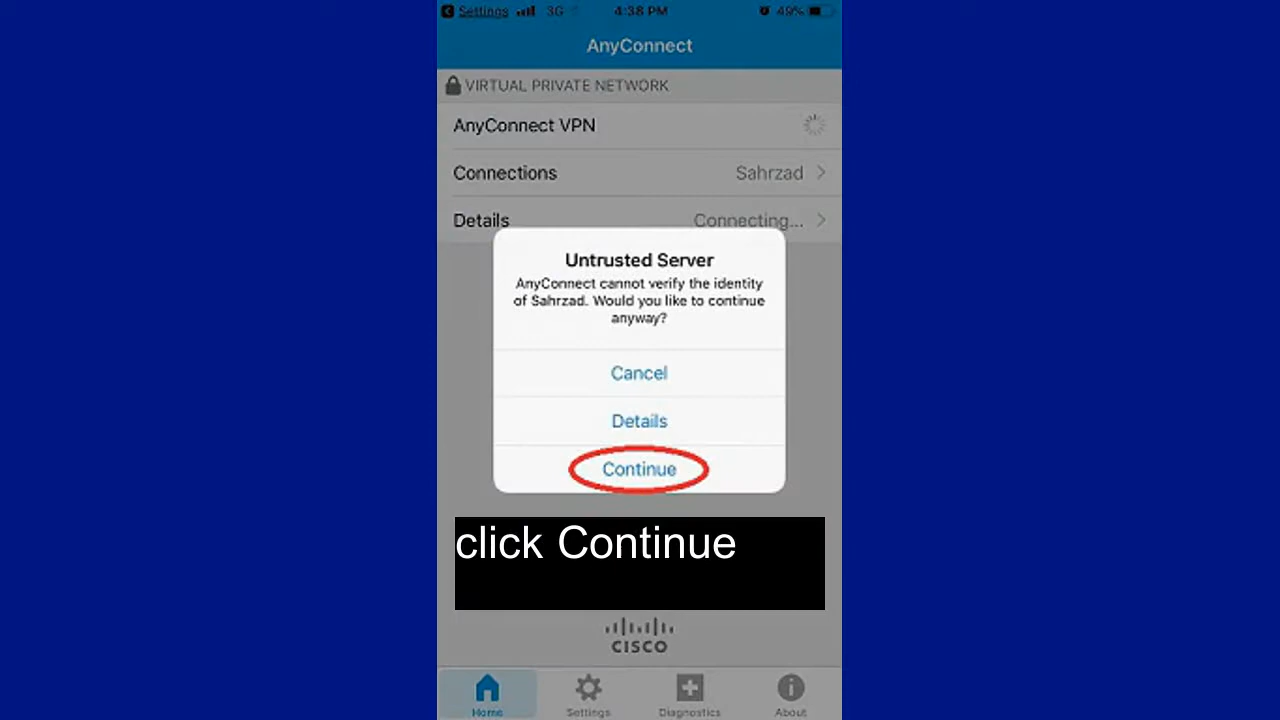 Settings 3G 4:38 PM 49%
AnyConnect
VIRTUAL PRIVATE NETWORK
AnyConnect VPN
Connections Sahrzad
Details Connecting...
Untrusted Server
AnyConnect cannot verify the identity
of Sahrzad. Would you like to continue
anyway?
Cancel
Details
Continue
click Continue
CISCO
Home Settings Diagnostics About